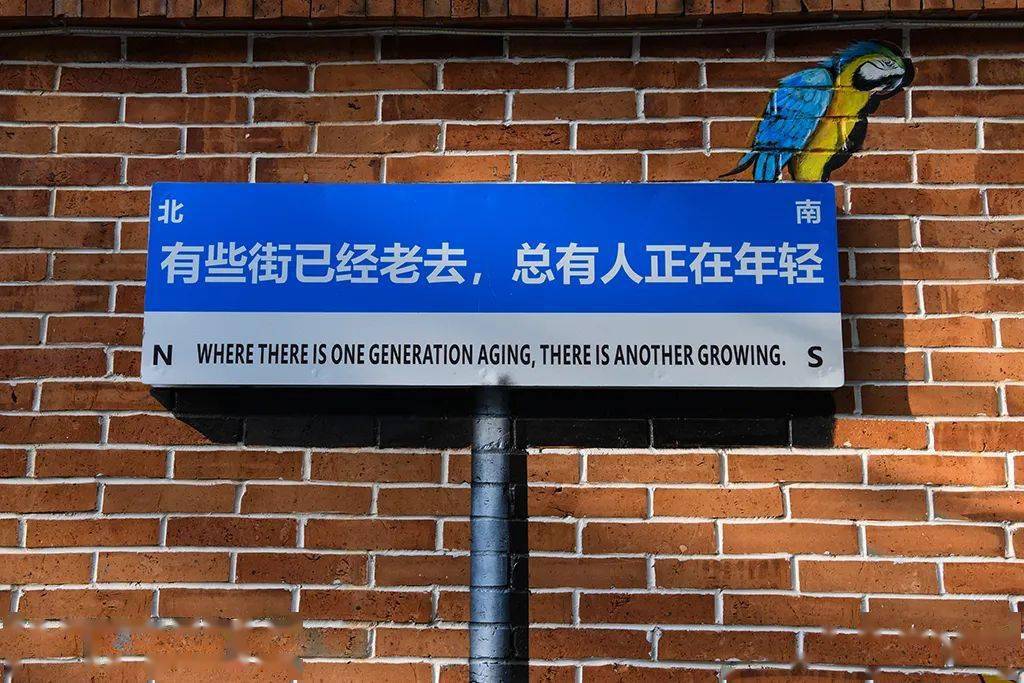 北 南
有些街已经老去，总有人正在年轻
N WHERE THERE IS ONE GENERATION AGING, THERE IS ANOTHER GROWING. S